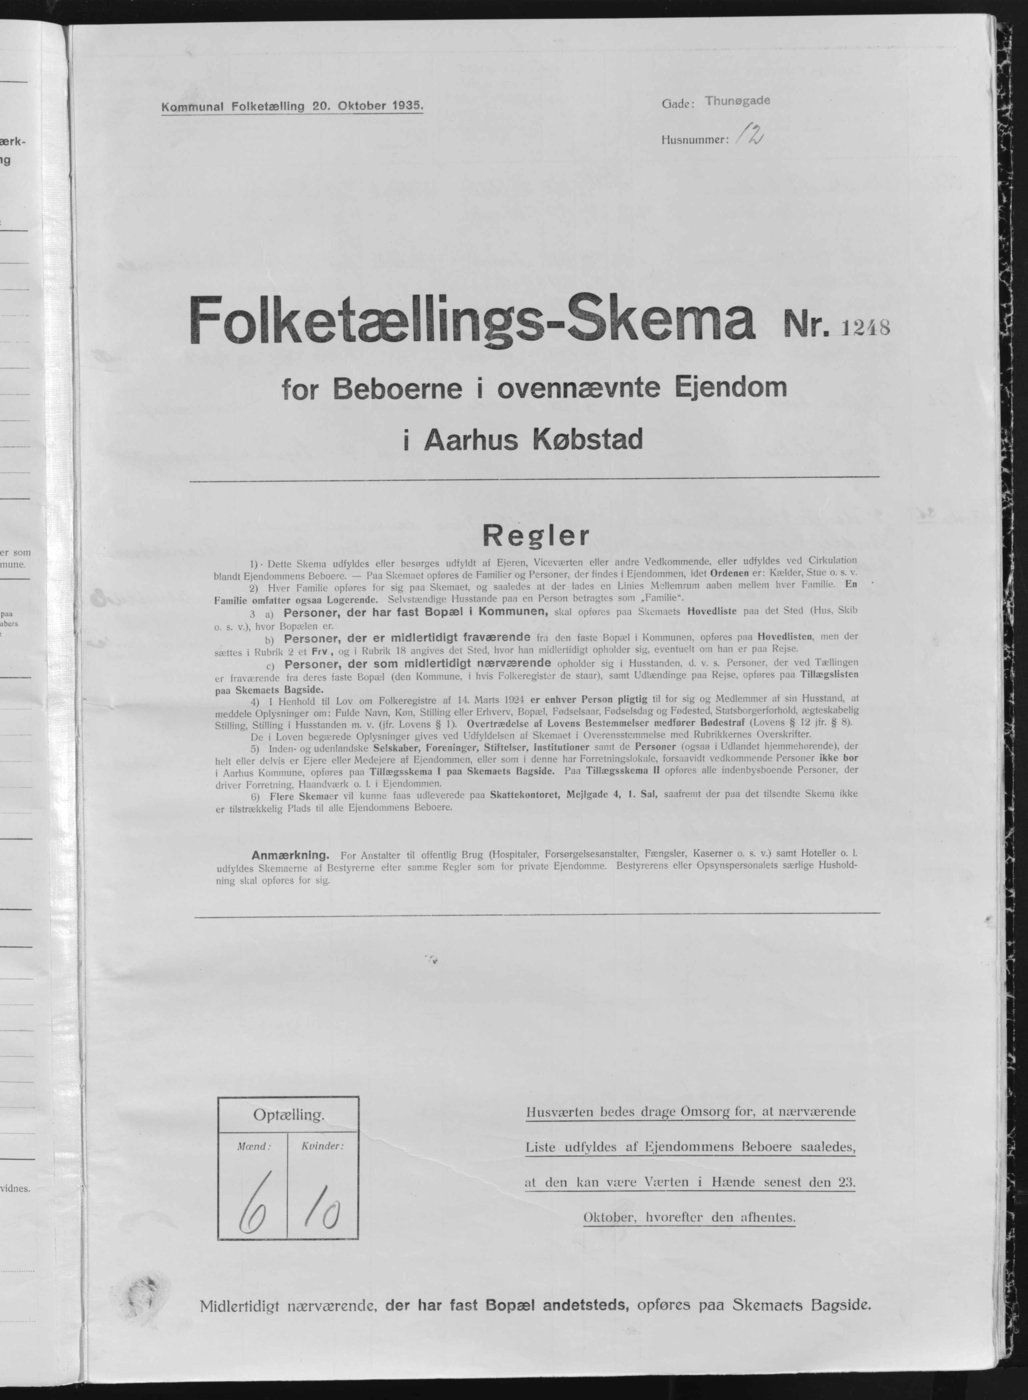 Kommunal Folketælling 20. Oktober 1935.
Gade: Thunøgade
Husnummer: 12
Folketællings-Skema Nr. 1248
for Beboerne i ovennævnte Ejendom
i Aarhus Købstad
Regler
1) Dette Skema udfyldes eller besørges udfyldt af Ejeren, Viceværten eller andre Vedkommende, eller udfyldes ved Cirkulation
blandt Ejendommens Beboere. — Paa Skemaet opføres de Familier og Personer, der findes i Ejendommen, idet Ordenen er: Kælder, Stue o. s. v.
2) Hver Familie opføres for sig paa Skemaet, og saaledes at der lades en Linies Mellemrum aaben mellem hver Familie. En
Familie omfatter ogsaa Logerende. Selvstændige Husstande paa en Person betragtes som „Familie“.
3 a) Personer, der har fast Bopæl i Kommunen, skal opføres paa Skemaets Hovedliste paa det Sted (Hus, Skib
o. s. v.), hvor Bopælen er.
b) Personer, der er midlertidigt fraværende fra den faste Bopæl i Kommunen, opføres paa Hovedlisten, men der
sættes i Rubrik 2 et Frv, og i Rubrik 18 angives det Sted, hvor han midlertidigt opholder sig, eventuelt om han er paa Rejse.
c) Personer, der som midlertidigt nærværende opholder sig i Husstanden, d. v. s. Personer, der ved Tællingen
er fraværende fra deres faste Bopæl (den Kommune, i hvis Folkeregister de staar), samt Udlændinge paa Rejse, opføres paa Tillægslisten
paa Skemaets Bagside.
4) I Henhold til Lov om Folkeregistre af 14. Marts 1924 er enhver Person pligtig til for sig og Medlemmer af sin Husstand, at
meddele Oplysninger om: Fulde Navn, Køn, Stilling eller Erhverv, Bopæl, Fødselsaar, Fødselsdag og Fødested, Statsborgerforhold, ægteskabelig
Stilling, Stilling i Husstanden m. v. (jfr. Lovens § 1). Overtrædelse af Lovens Bestemmelser medfører Bødestraf (Lovens § 12 jfr. § 8).
De i Loven begærede Oplysninger gives ved Udfyldelsen af Skemaet i Overensstemmelse med Rubrikkernes Overskrifter.
5) Inden- og udenlandske Selskaber, Foreninger, Stiftelser, Institutioner samt de Personer (ogsaa i Udlandet hjemmehørende), der
helt eller delvis er Ejere eller Medejere af Ejendommen, eller som i denne har Forretningslokale, forsaavidt vedkommende Personer ikke bor
i Aarhus Kommune, opføres paa Tillægsskema I paa Skemaets Bagside. Paa Tillægsskema II opføres alle indenbysboende Personer, der
driver Forretning, Haandværk o. l. i Ejendommen.
6) Flere Skemaer vil kunne faas udleverede paa Skattekontoret, Mejlgade 4, 1. Sal, saafremt der paa det tilsendte Skema ikke
er tilstrækkelig Plads til alle Ejendommens Beboere.
Anmærkning. For Anstalter til offentlig Brug (Hospitaler, Forsørgelsesanstalter, Fængsler, Kaserner o. s. v.) samt Hoteller o. l.
udfyldes Skemaerne af Bestyrerne efter samme Regler som for private Ejendomme. Bestyrerens eller Opsynspersonalets særlige Hushold-
ning skal opføres for sig.
Optælling.
Mænd: Kvinder:
6 10
Husværten bedes drage Omsorg for, at nærværende
Liste udfyldes af Ejendommens Beboere saaledes,
at den kan være Værten i Hænde senest den 23.
Oktober, hvorefter den afhentes.
Midlertidigt nærværende, der har fast Bopæl andetsteds, opføres paa Skemaets Bagside.